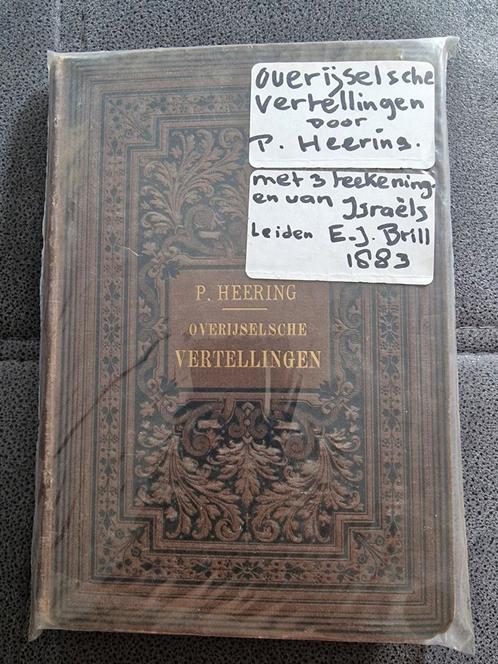 Overijselsche
Vertellingen
Door
P. Heering.
met 3 teekening-
en van Israëls
Leiden E.J. Brill
1883
P. HEERING
OVERIJSELSCHE
VERTELLINGEN